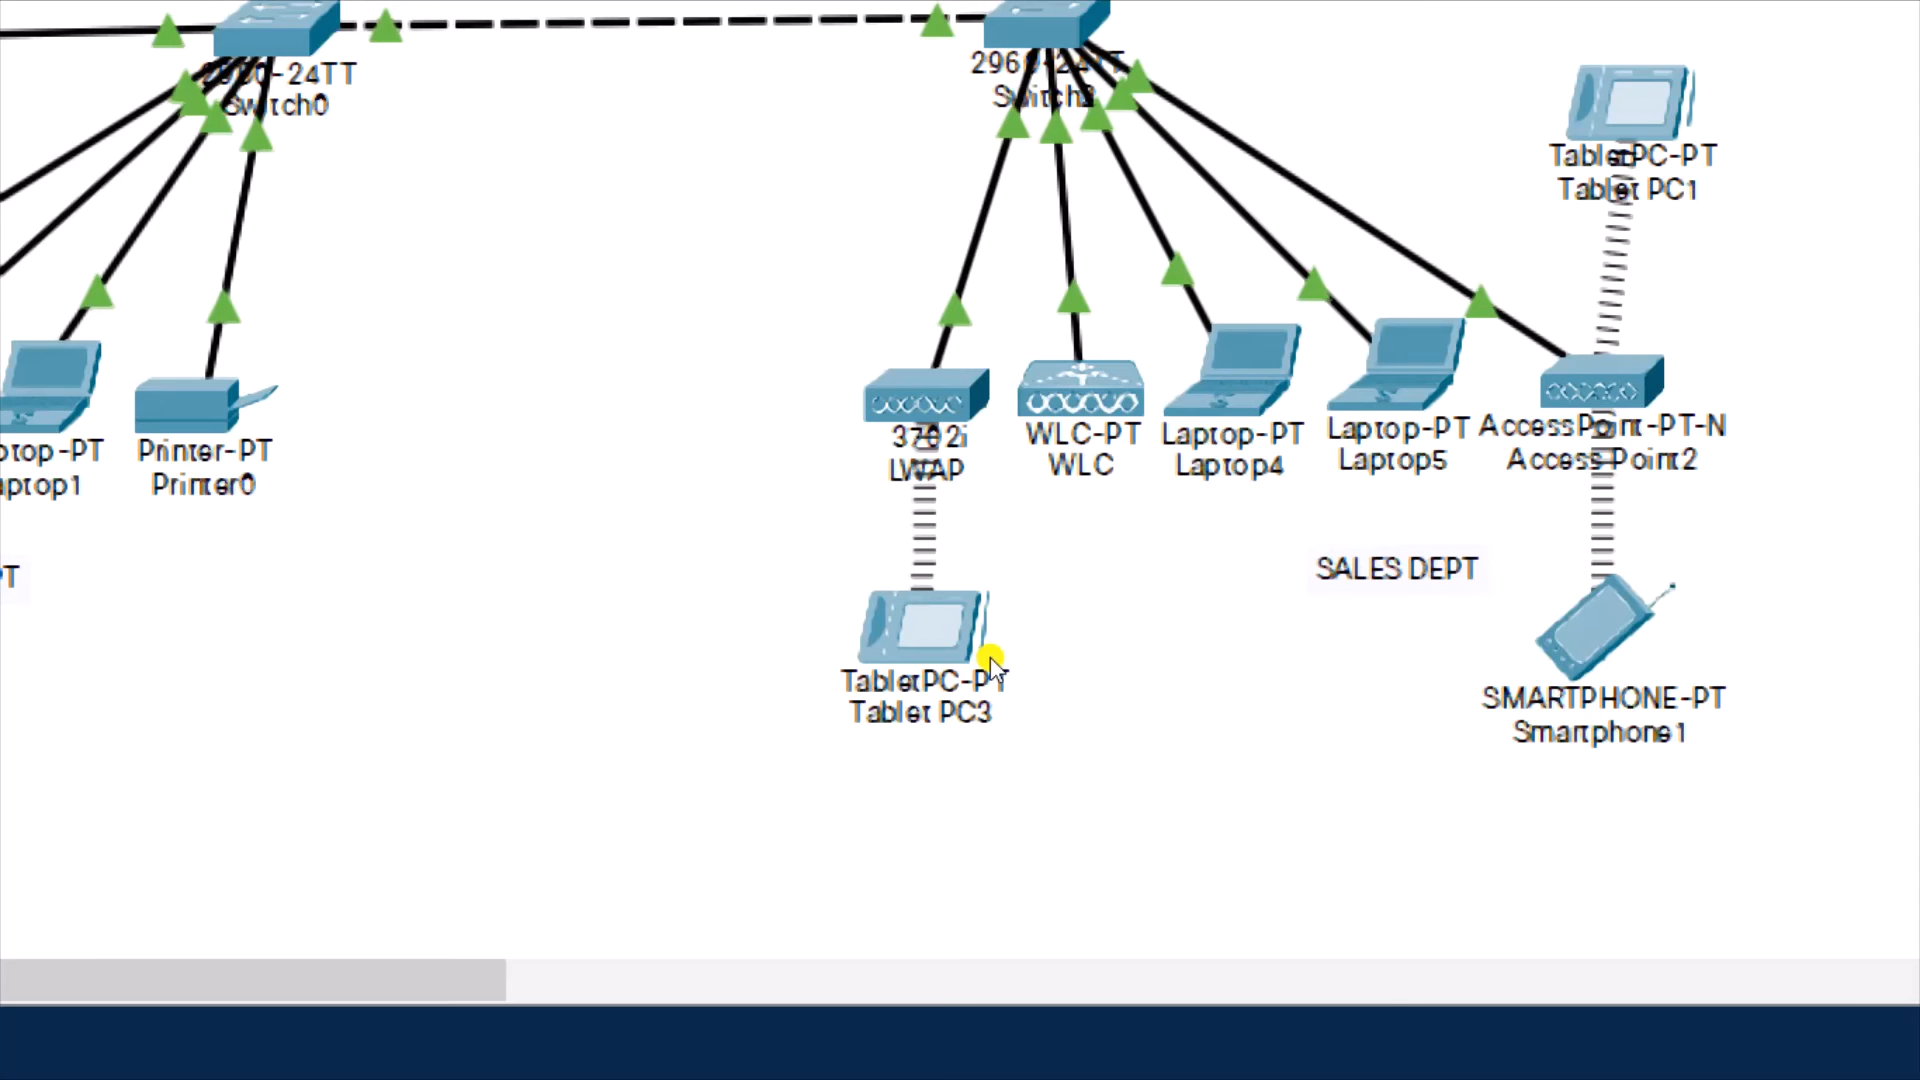 2960-24TT
Switch0
2960-24TT
TabletPC-PT
Tablet PC1
ptop-PT
aptop1
Printer-PT
Printer0
3702i
LWAP
WLC-PT
WLC
Laptop-PT
Laptop4
Laptop-PT
Laptop5
AccessPoint-PT-N
Access Point2
T
SALES DEPT
TabletPC-PT
Tablet PC3
SMARTPHONE-PT
Smartphone1